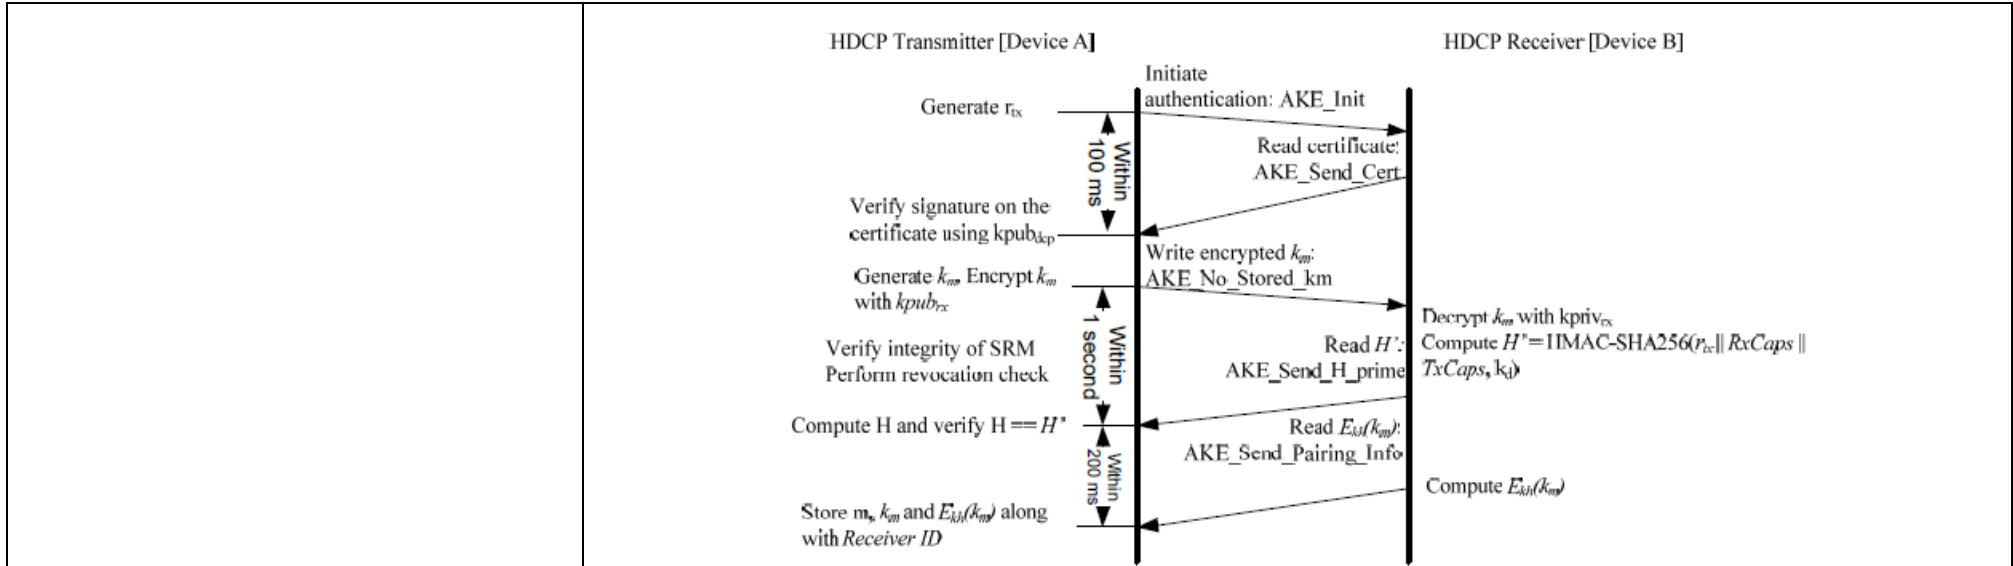 HDCP Transmitter [Device A]
HDCP Receiver [Device B]
Initiate
authentication: AKE_Init
Generate rtx
Within
100 ms
Read certificate:
AKE_Send_Cert
Verify signature on the
certificate using kpubdcp
Write encrypted km:
AKE_No_Stored_km
Generate km, Encrypt km
with kpubrx
Within
1 second
Decrypt km with kprivrx
Compute H'=HMAC-SHA256(rtx|| RxCaps ||
TxCaps, kd)
Verify integrity of SRM
Perform revocation check
Read H':
AKE_Send_H_prime
Compute H and verify H == H'
Read Ekh(km):
AKE_Send_Pairing_Info
Within
200 ms
Compute Ekh(km)
Store m, km and Ekh(km) along
with Receiver ID